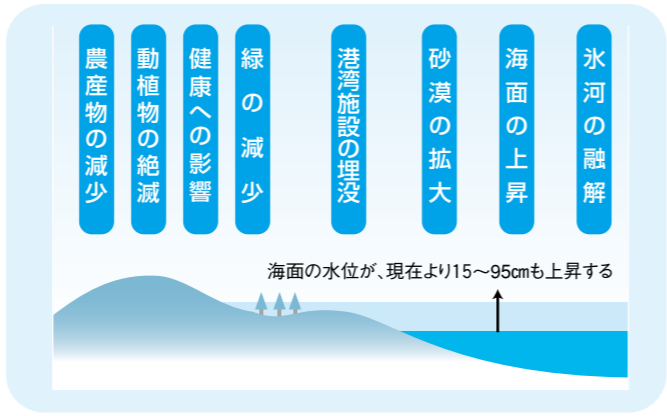 農産物の減少
動植物の絶滅
健康への影響
緑の減少
港湾施設の埋没
砂漠の拡大
海面の上昇
氷河の融解
海面の水位が、現在より15～95㎝も上昇する